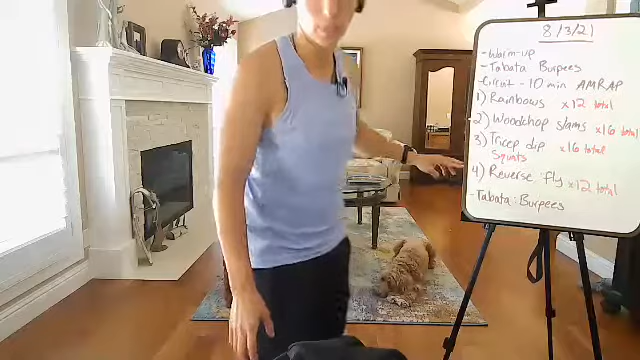 8/3/21
- Warm-up
- Tabata Burpees
- Circuit - 10 min AMRAP
1) Rainbows x12 total
2) Woodchop slams x16 total
3) Tricep dip x16 total
Squats
4) Reverse fly x12 total
- Tabata: Burpees